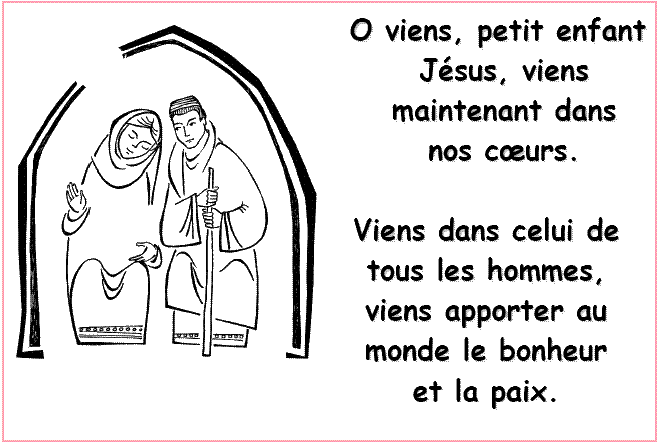 O viens, petit enfant
Jésus, viens
maintenant dans
nos cœurs.
Viens dans celui de
tous les hommes,
viens apporter au
monde le bonheur
et la paix.